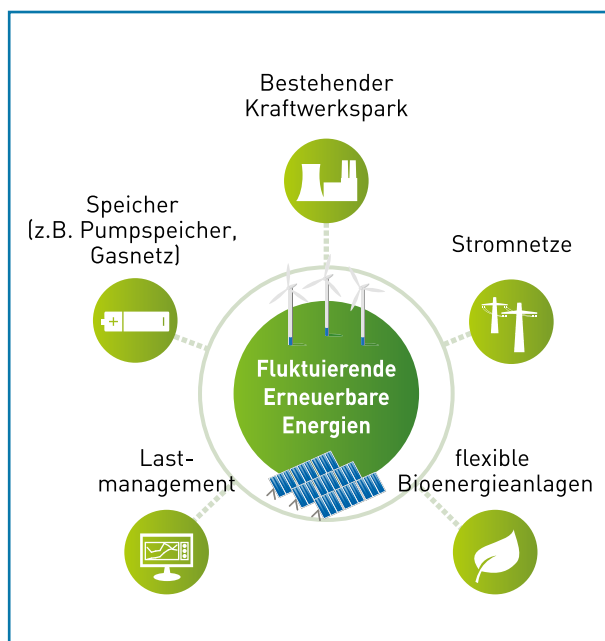 Bestehender
Kraftwerkspark
Speicher
(z.B. Pumpspeicher,
Gasnetz)
Stromnetze
Fluktuierende
Erneuerbare
Energien
Last-
management
flexible
Bioenergieanlagen